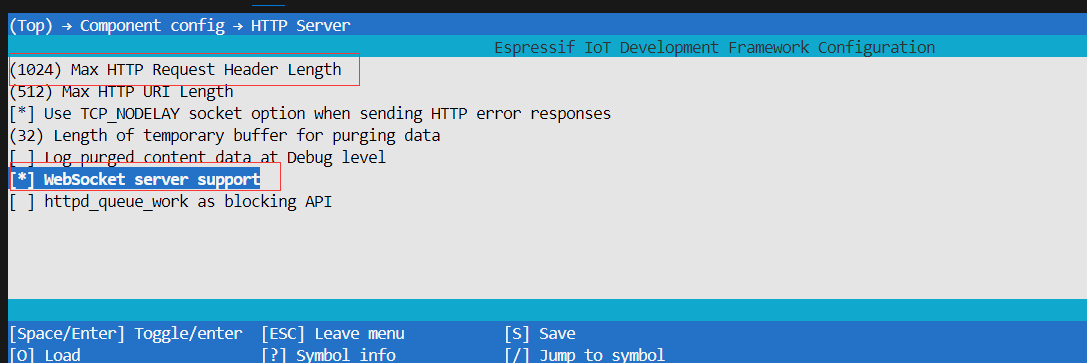 (Top) → Component config → HTTP Server
Espressif IoT Development Framework Configuration
(1024) Max HTTP Request Header Length
(512) Max HTTP URI Length
[*] Use TCP_NODELAY socket option when sending HTTP error responses
(32) Length of temporary buffer for purging data
[ ] Log purged content data at Debug level
[*] WebSocket server support
[ ] httpd_queue_work as blocking API
[Space/Enter] Toggle/enter [ESC] Leave menu [S] Save
[O] Load [?] Symbol info [/] Jump to symbol